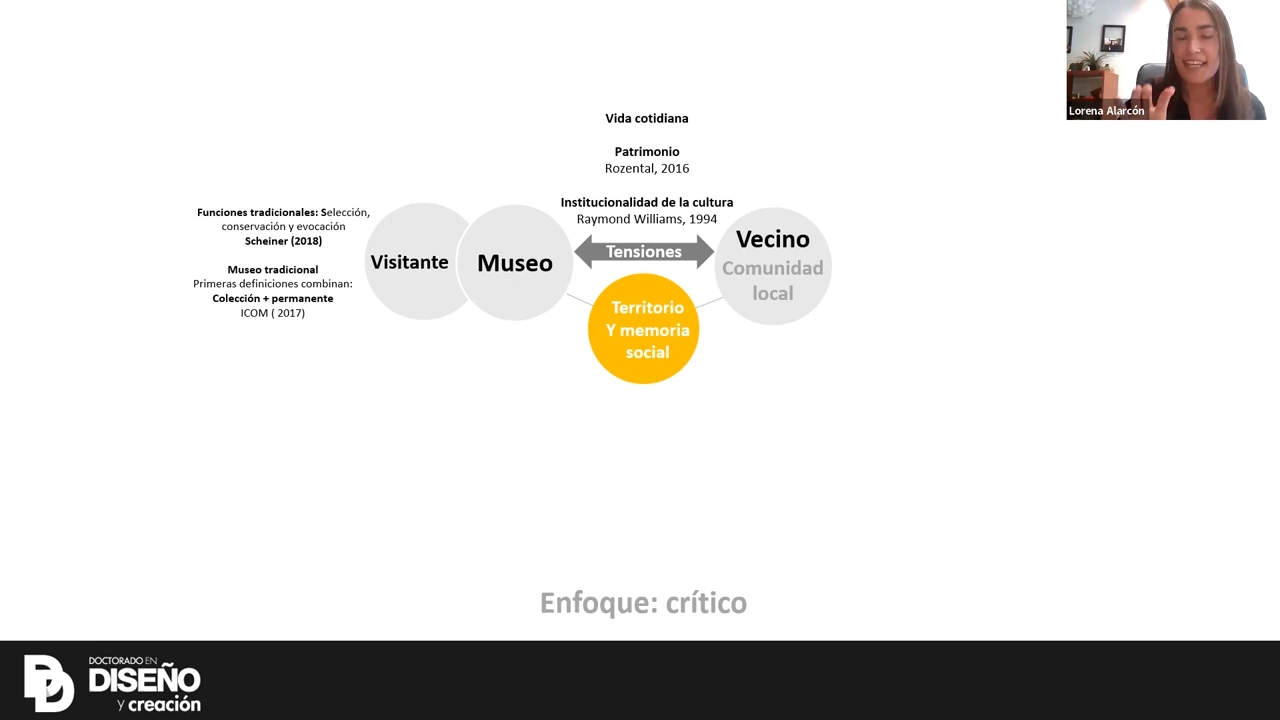 Lorena Alarcón
Vida cotidiana
Patrimonio
Rozental, 2016
Institucionalidad de la cultura
Raymond Williams, 1994
Funciones tradicionales: Selección,
conservación y evocación
Scheiner (2018)
Museo tradicional
Primeras definiciones combinan:
Colección + permanente
ICOM ( 2017)
Visitante
Museo
Tensiones
Vecino
Comunidad
local
Territorio
Y memoria
social
Enfoque: crítico
DOCTORADO EN
DISEÑO
y creación